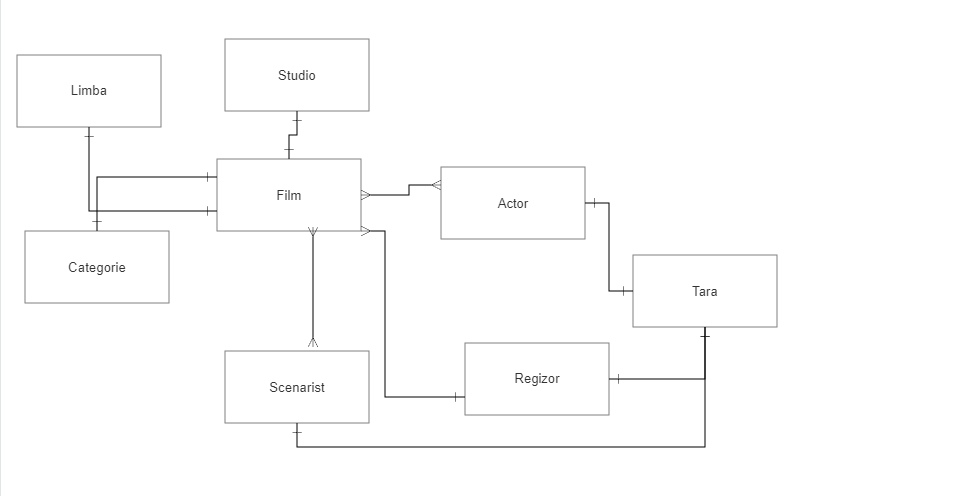 Studio
Limba
Film
Actor
Categorie
Tara
Regizor
Scenarist